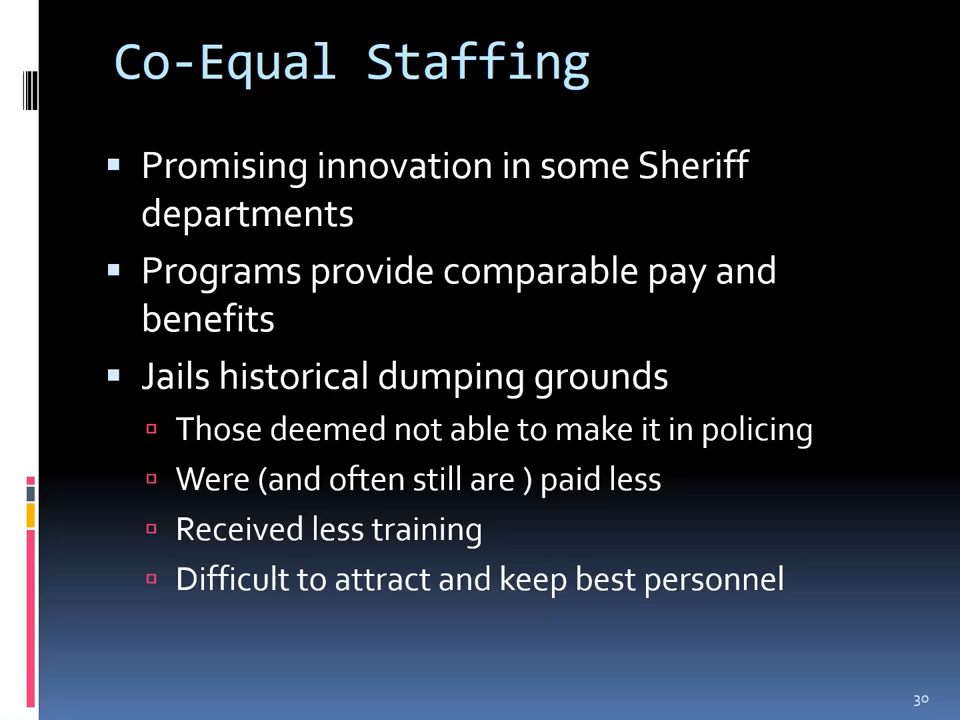 Co-Equal Staffing
Promising innovation in some Sheriff
departments
Programs provide comparable pay and
benefits
Jails historical dumping grounds
Those deemed not able to make it in policing
Were (and often still are ) paid less
Received less training
Difficult to attract and keep best personnel
30